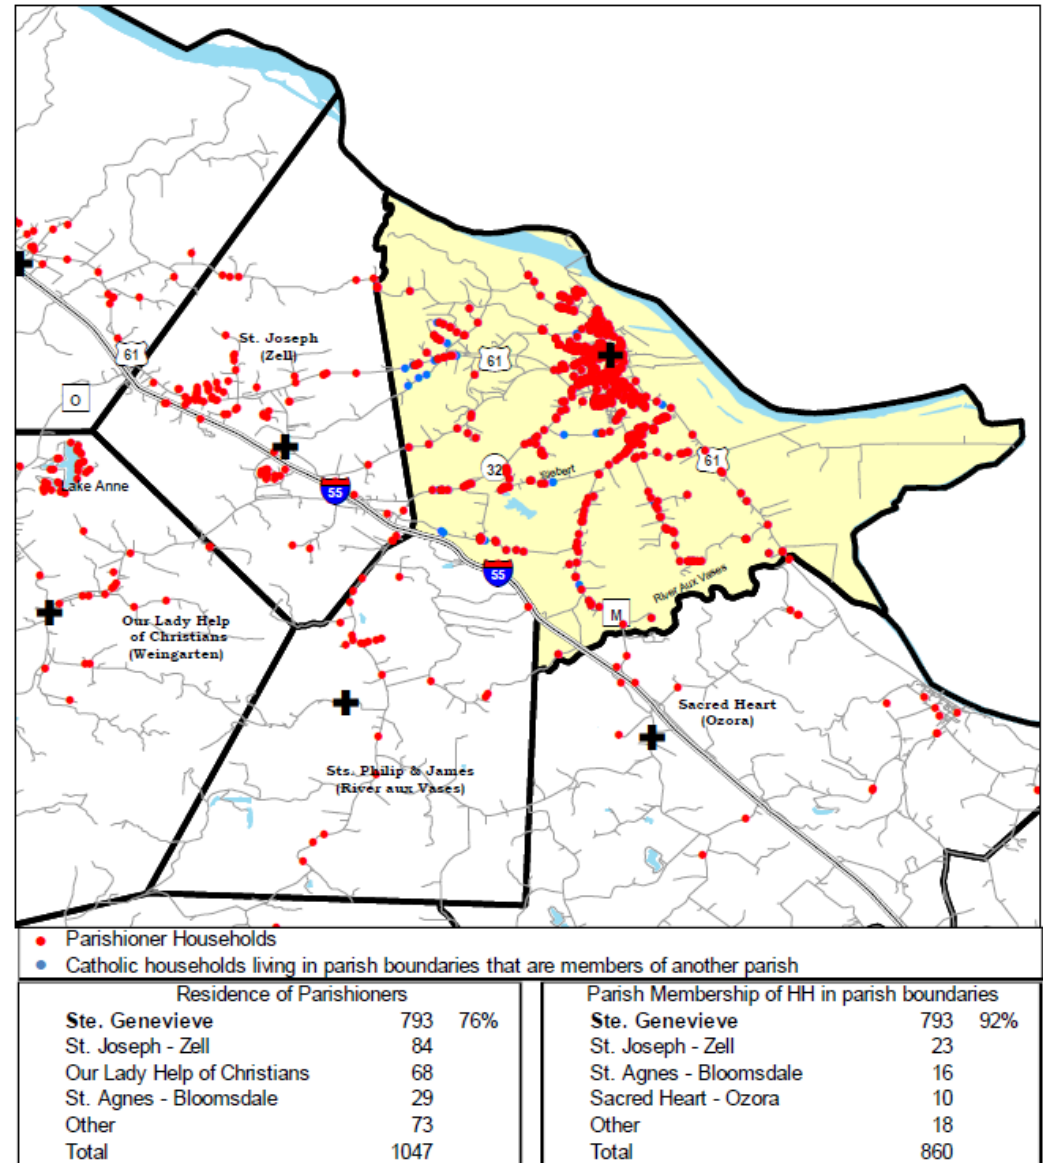 St. Joseph
(Zell)
61
61
O
Lake Anne
32
Siebert
61
55
55
River Aux Vases
M
Our Lady Help
of Christians
(Weingarten)
Sacred Heart
(Ozora)
Sts. Philip & James
(River aux Vases)
Parishioner Households
Catholic households living in parish boundaries that are members of another parish
Residence of Parishioners
Ste. Genevieve 793 76%
St. Joseph - Zell 84
Our Lady Help of Christians 68
St. Agnes - Bloomsdale 29
Other 73
Total 1047
Parish Membership of HH in parish boundaries
Ste. Genevieve 793 92%
St. Joseph - Zell 23
St. Agnes - Bloomsdale 16
Sacred Heart - Ozora 10
Other 18
Total 860